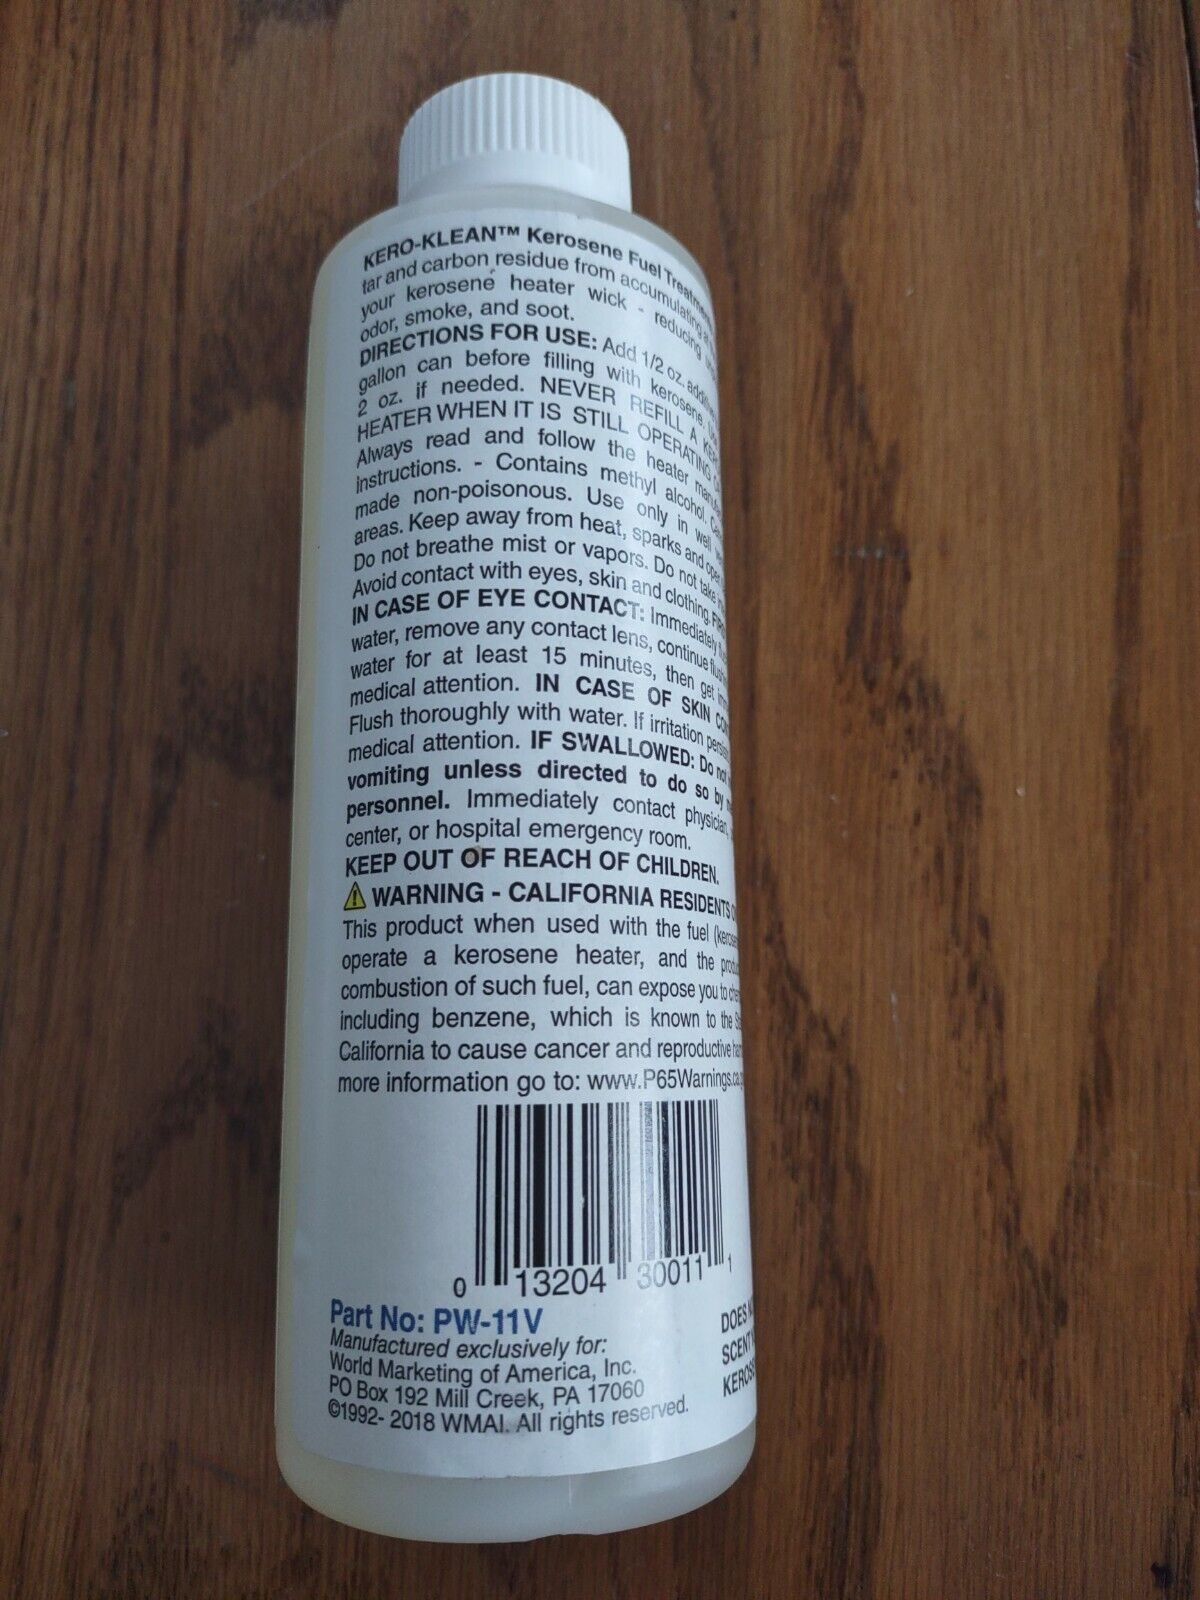 KERO-KLEAN™ Kerosene Fuel Treatment
tar and carbon residue from accumulating
your kerosene heater wick - reducing
odor, smoke, and soot.
DIRECTIONS FOR USE: Add 1/2 oz. additive
gallon can before filling with kerosene.
2 oz. if needed. NEVER REFILL A
HEATER WHEN IT IS STILL OPERATING
Always read and follow the heater
instructions. - Contains methyl alcohol.
made non-poisonous. Use only in well
areas. Keep away from heat, sparks and open
Do not breathe mist or vapors. Do not take
Avoid contact with eyes, skin and clothing.
IN CASE OF EYE CONTACT: Immediately
water, remove any contact lens, continue
water for at least 15 minutes, then get
medical attention. IN CASE OF SKIN
Flush thoroughly with water. If irritation
medical attention. IF SWALLOWED: Do not
vomiting unless directed to do so by
personnel. Immediately contact physician,
center, or hospital emergency room.
KEEP OUT OF REACH OF CHILDREN.
WARNING - CALIFORNIA RESIDENTS
This product when used with the fuel
operate a kerosene heater, and the
combustion of such fuel, can expose you to
including benzene, which is known to the
California to cause cancer and reproductive
more information go to: www.P65Warnings.ca
0 13204 30011 1
Part No: PW-11V
Manufactured exclusively for:
World Marketing of America, Inc.
PO Box 192 Mill Creek, PA 17060
©1992- 2018 WMAI. All rights reserved.
DOES
SCENT